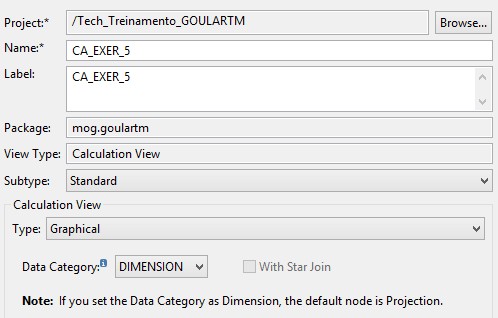 Project:* /Tech_Treinamento_GOULARTM Browse...
Name:* CA_EXER_5
Label: CA_EXER_5
Package: mog.goulartm
View Type: Calculation View
Subtype: Standard
Calculation View
Type: Graphical
Data Category: DIMENSION With Star Join
Note: If you set the Data Category as Dimension, the default node is Projection.